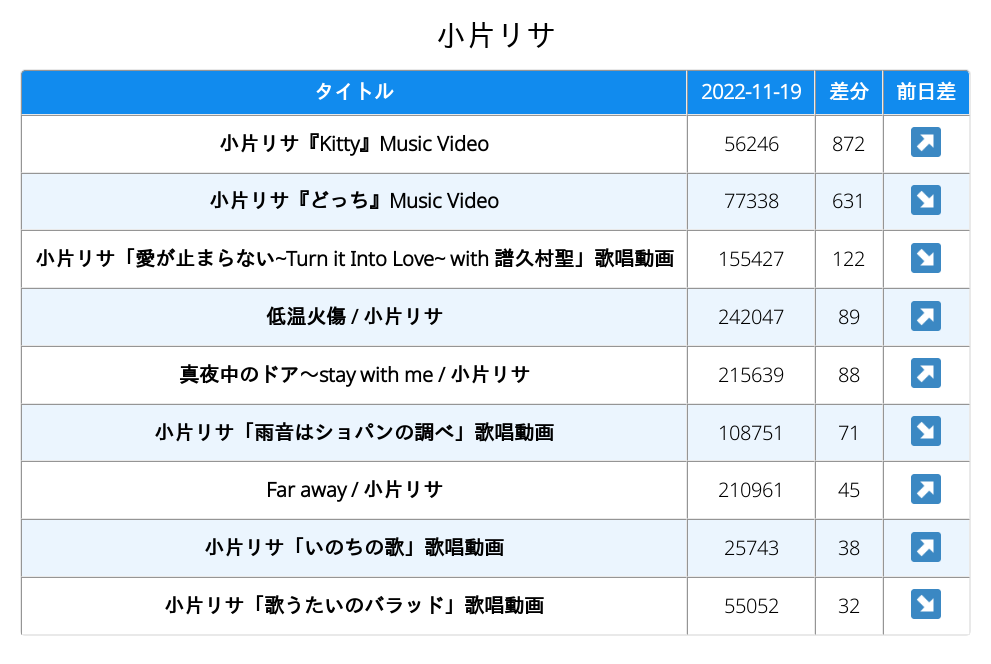 小片リサ
タイトル 2022-11-19 差分 前日差
小片リサ『Kitty』Music Video 56246 872 ↗
小片リサ『どっち』Music Video 77338 631 ↘
小片リサ「愛が止まらない~Turn it Into Love~ with 譜久村聖」歌唱動画 155427 122 ↘
低温火傷 / 小片リサ 242047 89 ↗
真夜中のドア～stay with me / 小片リサ 215639 88 ↗
小片リサ「雨音はショパンの調べ」歌唱動画 108751 71 ↘
Far away / 小片リサ 210961 45 ↗
小片リサ「いのちの歌」歌唱動画 25743 38 ↗
小片リサ「歌うたいのバラッド」歌唱動画 55052 32 ↘